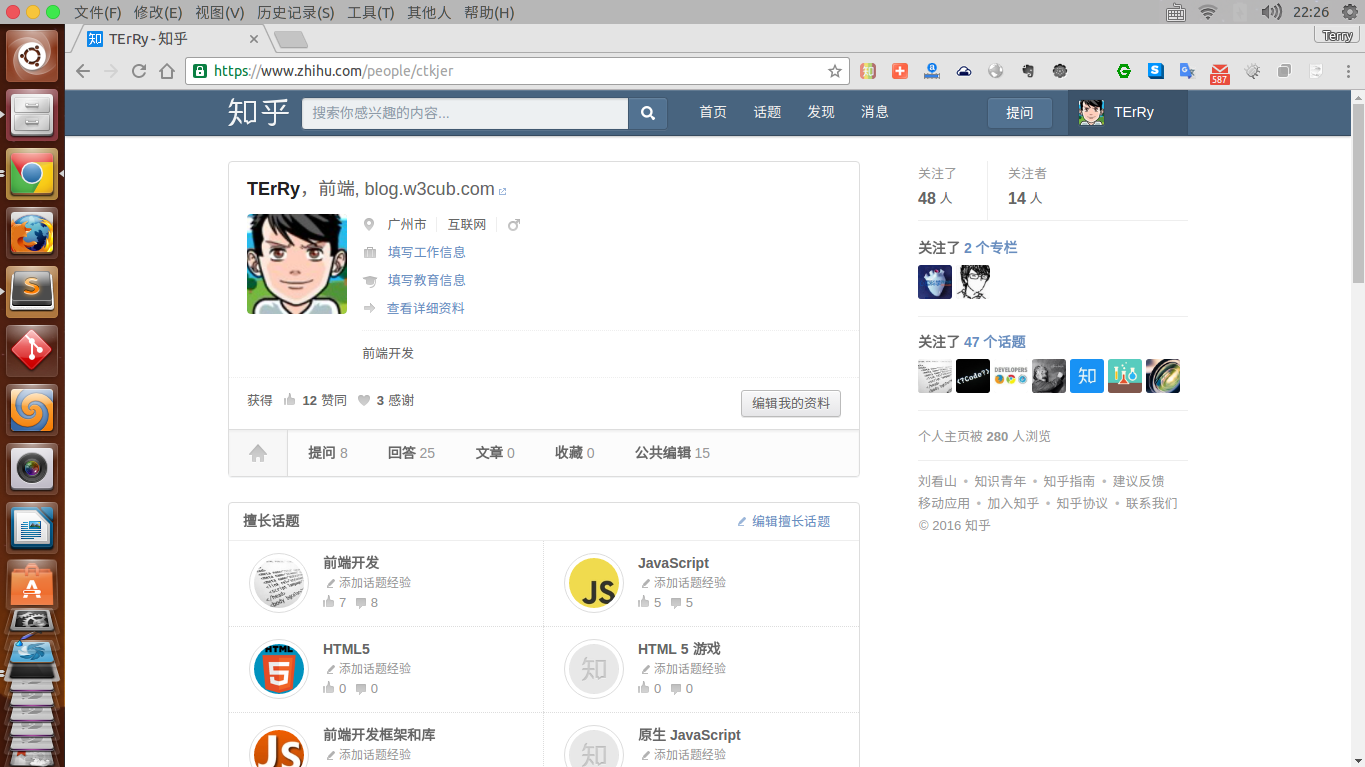 文件(F) 修改(E) 视图(V) 历史记录(S) 工具(T) 其他人 帮助(H) 22:26
TErRy - 知乎
Terry
https://www.zhihu.com/people/ctkjer
587
知乎 搜索你感兴趣的内容... 首页 话题 发现 消息 提问 TErRy
TErRy，前端, blog.w3cub.com
广州市 互联网
填写工作信息
填写教育信息
查看详细资料
前端开发
获得 12 赞同 3 感谢 编辑我的资料
提问 8 回答 25 文章 0 收藏 0 公共编辑 15
擅长话题 编辑擅长话题
前端开发
添加话题经验
7 8
JavaScript
添加话题经验
5 5
HTML5
添加话题经验
0 0
HTML 5 游戏
添加话题经验
0 0
前端开发框架和库
添加话题经验
原生 JavaScript
添加话题经验
关注了 关注者
48 人 14 人
关注了 2 个专栏
关注了 47 个话题
个人主页被 280 人浏览
刘看山 • 知识青年 • 知乎指南 • 建议反馈
移动应用 • 加入知乎 • 知乎协议 • 联系我们
© 2016 知乎